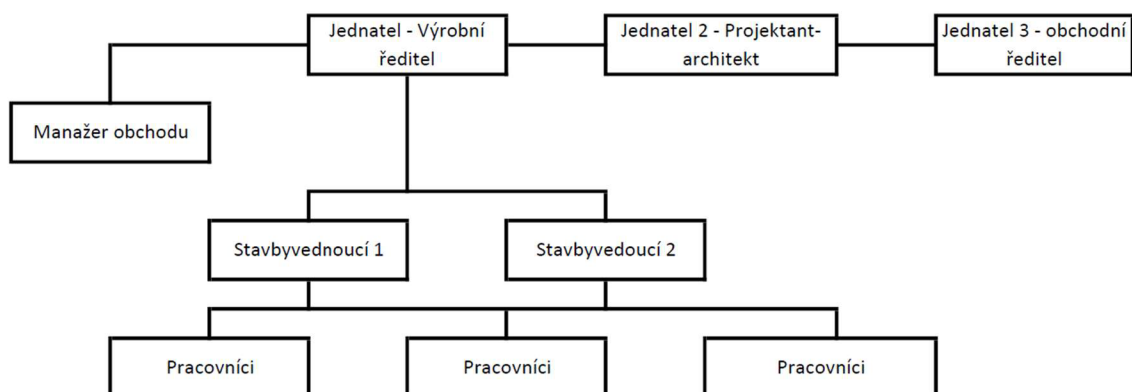 Jednatel - Výrobní
ředitel
Jednatel 2 - Projektant-
architekt
Jednatel 3 - obchodní
ředitel
Manažer obchodu
Stavbyvednoucí 1
Stavbyvedoucí 2
Pracovníci
Pracovníci
Pracovníci